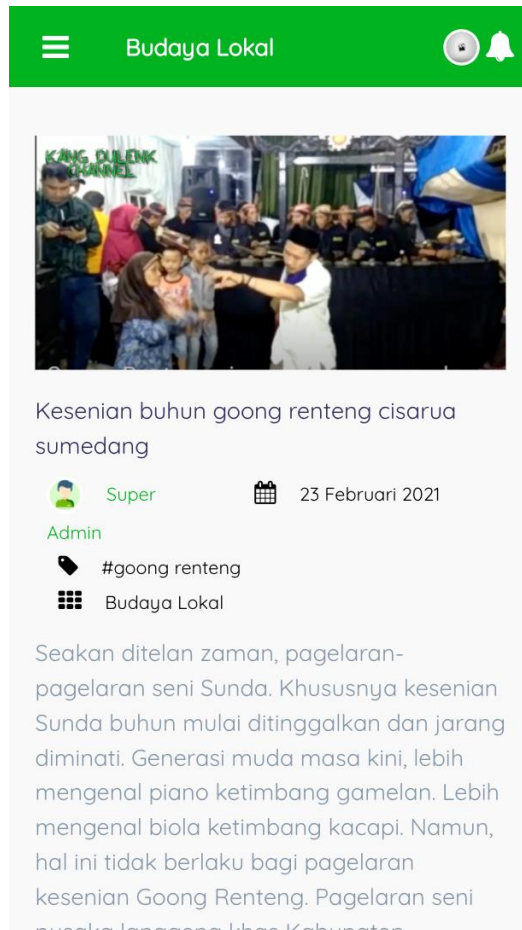 Budaya Lokal
KANG DULENK
CHANNEL
Kesenian buhun goong renteng cisarua
sumedang
Super
23 Februari 2021
Admin
#goong renteng
Budaya Lokal
Seakan ditelan zaman, pagelaran-
pagelaran seni Sunda. Khususnya kesenian
Sunda buhun mulai ditinggalkan dan jarang
diminati. Generasi muda masa kini, lebih
mengenal piano ketimbang gamelan. Lebih
mengenal biola ketimbang kacapi. Namun,
hal ini tidak berlaku bagi pagelaran
kesenian Goong Renteng. Pagelaran seni